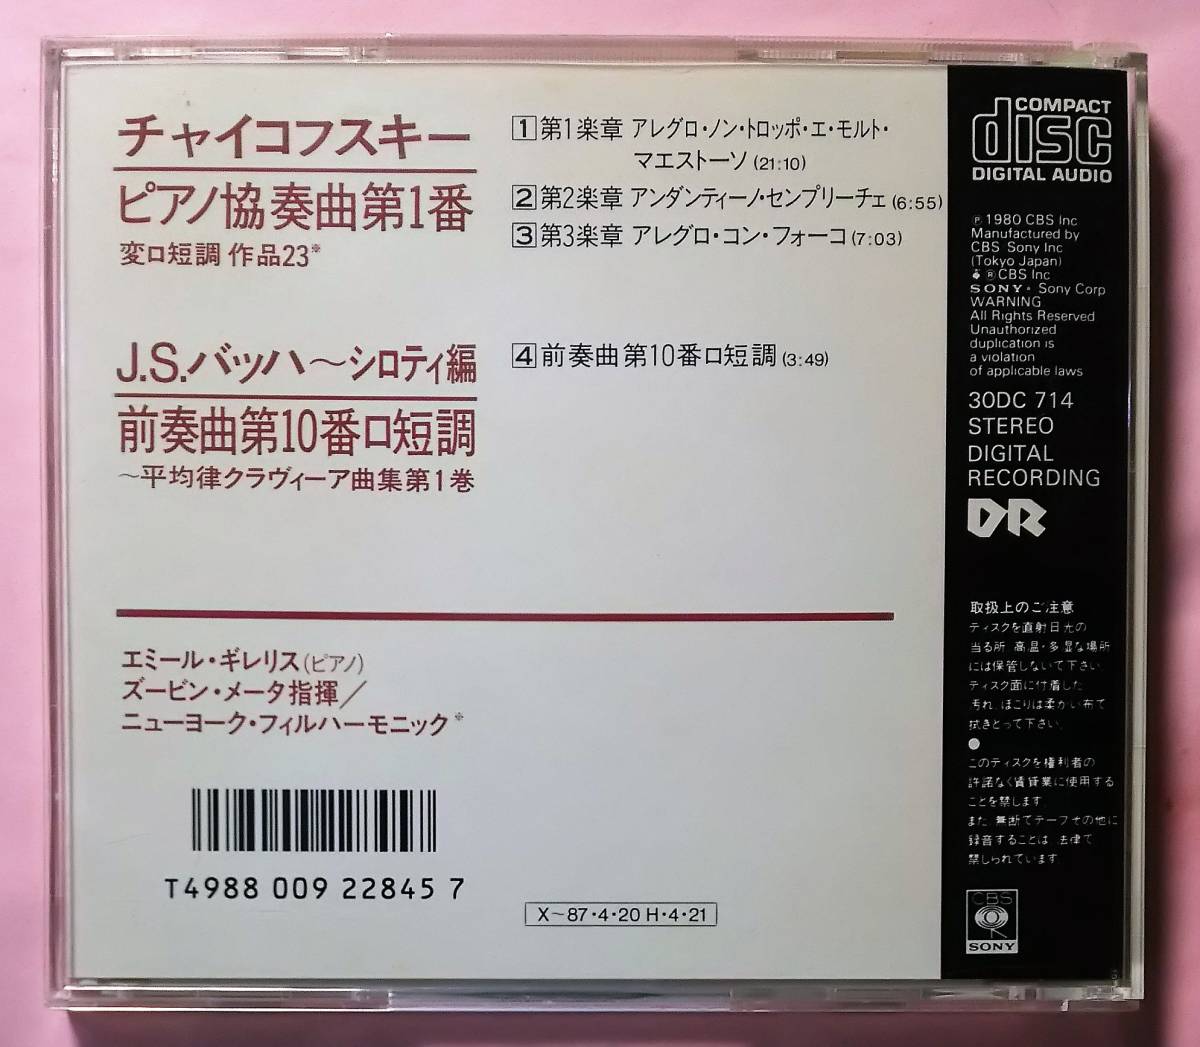 チャイコフスキー
ピアノ協奏曲第1番
変ロ短調 作品23※
1 第1楽章 アレグロ・ノン・トロッポ・エ・モルト・
マエストーソ (21:10)
2 第2楽章 アンダンティーノ・センプリーチェ (6:55)
3 第3楽章 アレグロ・コン・フォーコ (7:03)
J.S.バッハ〜シロティ編
前奏曲第10番ロ短調
〜平均律クラヴィーア曲集第1巻
4 前奏曲第10番ロ短調 (3:49)
エミール・ギレリス(ピアノ)
ズービン・メータ指揮/
ニューヨーク・フィルハーモニック※
T4988 009 22845 7
X〜87・4・20 H・4・21
COMPACT
disc
DIGITAL AUDIO
℗ 1980 CBS Inc
Manufactured by
CBS Sony Inc
(Tokyo Japan)
® CBS Inc
SONY® Sony Corp
WARNING
All Rights Reserved
Unauthorized
duplication is
a violation
of applicable laws
30DC 714
STEREO
DIGITAL
RECORDING
DR
取扱上のご注意
ディスクを直射日光の
当る所 高温・多湿な場所
には保管しないで下さい.
ディスク面に付着した
汚れ, ほこりは柔かい布で
拭きとって下さい.
●
このディスクを権利者の
許諾なく賃貸業に使用する
ことを禁じます
また 無断でテープその他に
録音することは 法律で
禁じられています
CBS
SONY